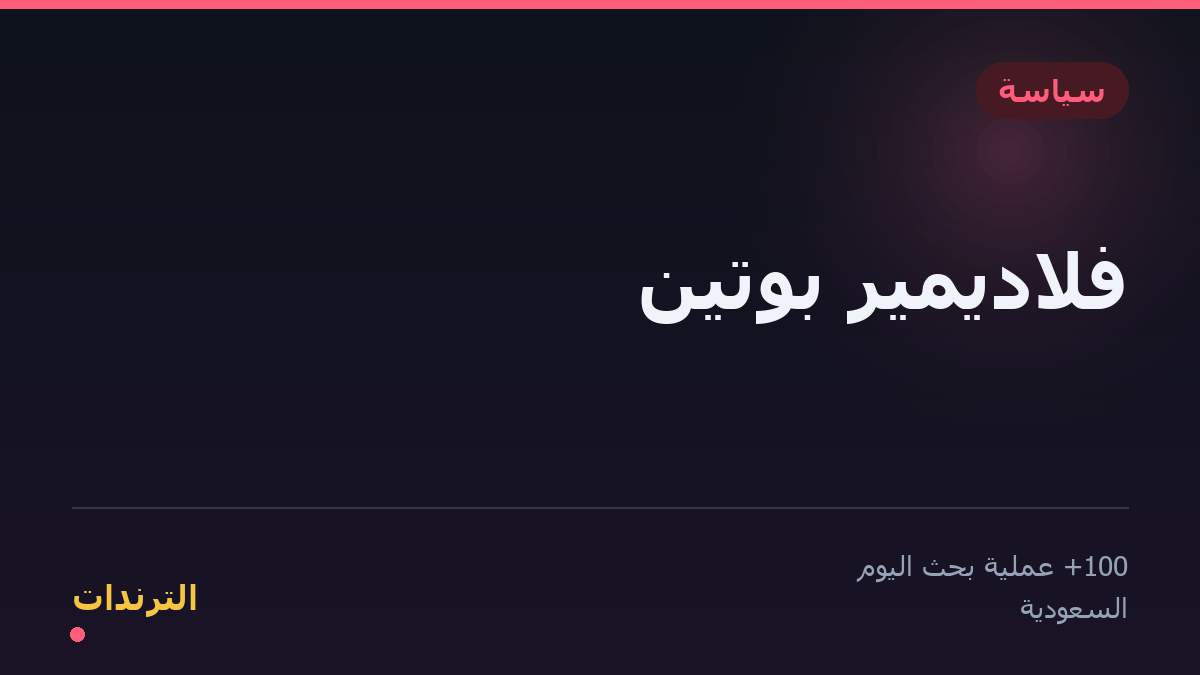 سياسة
فلاديمير بوتين
100+ عملية بحث اليوم
السعودية
الترندات